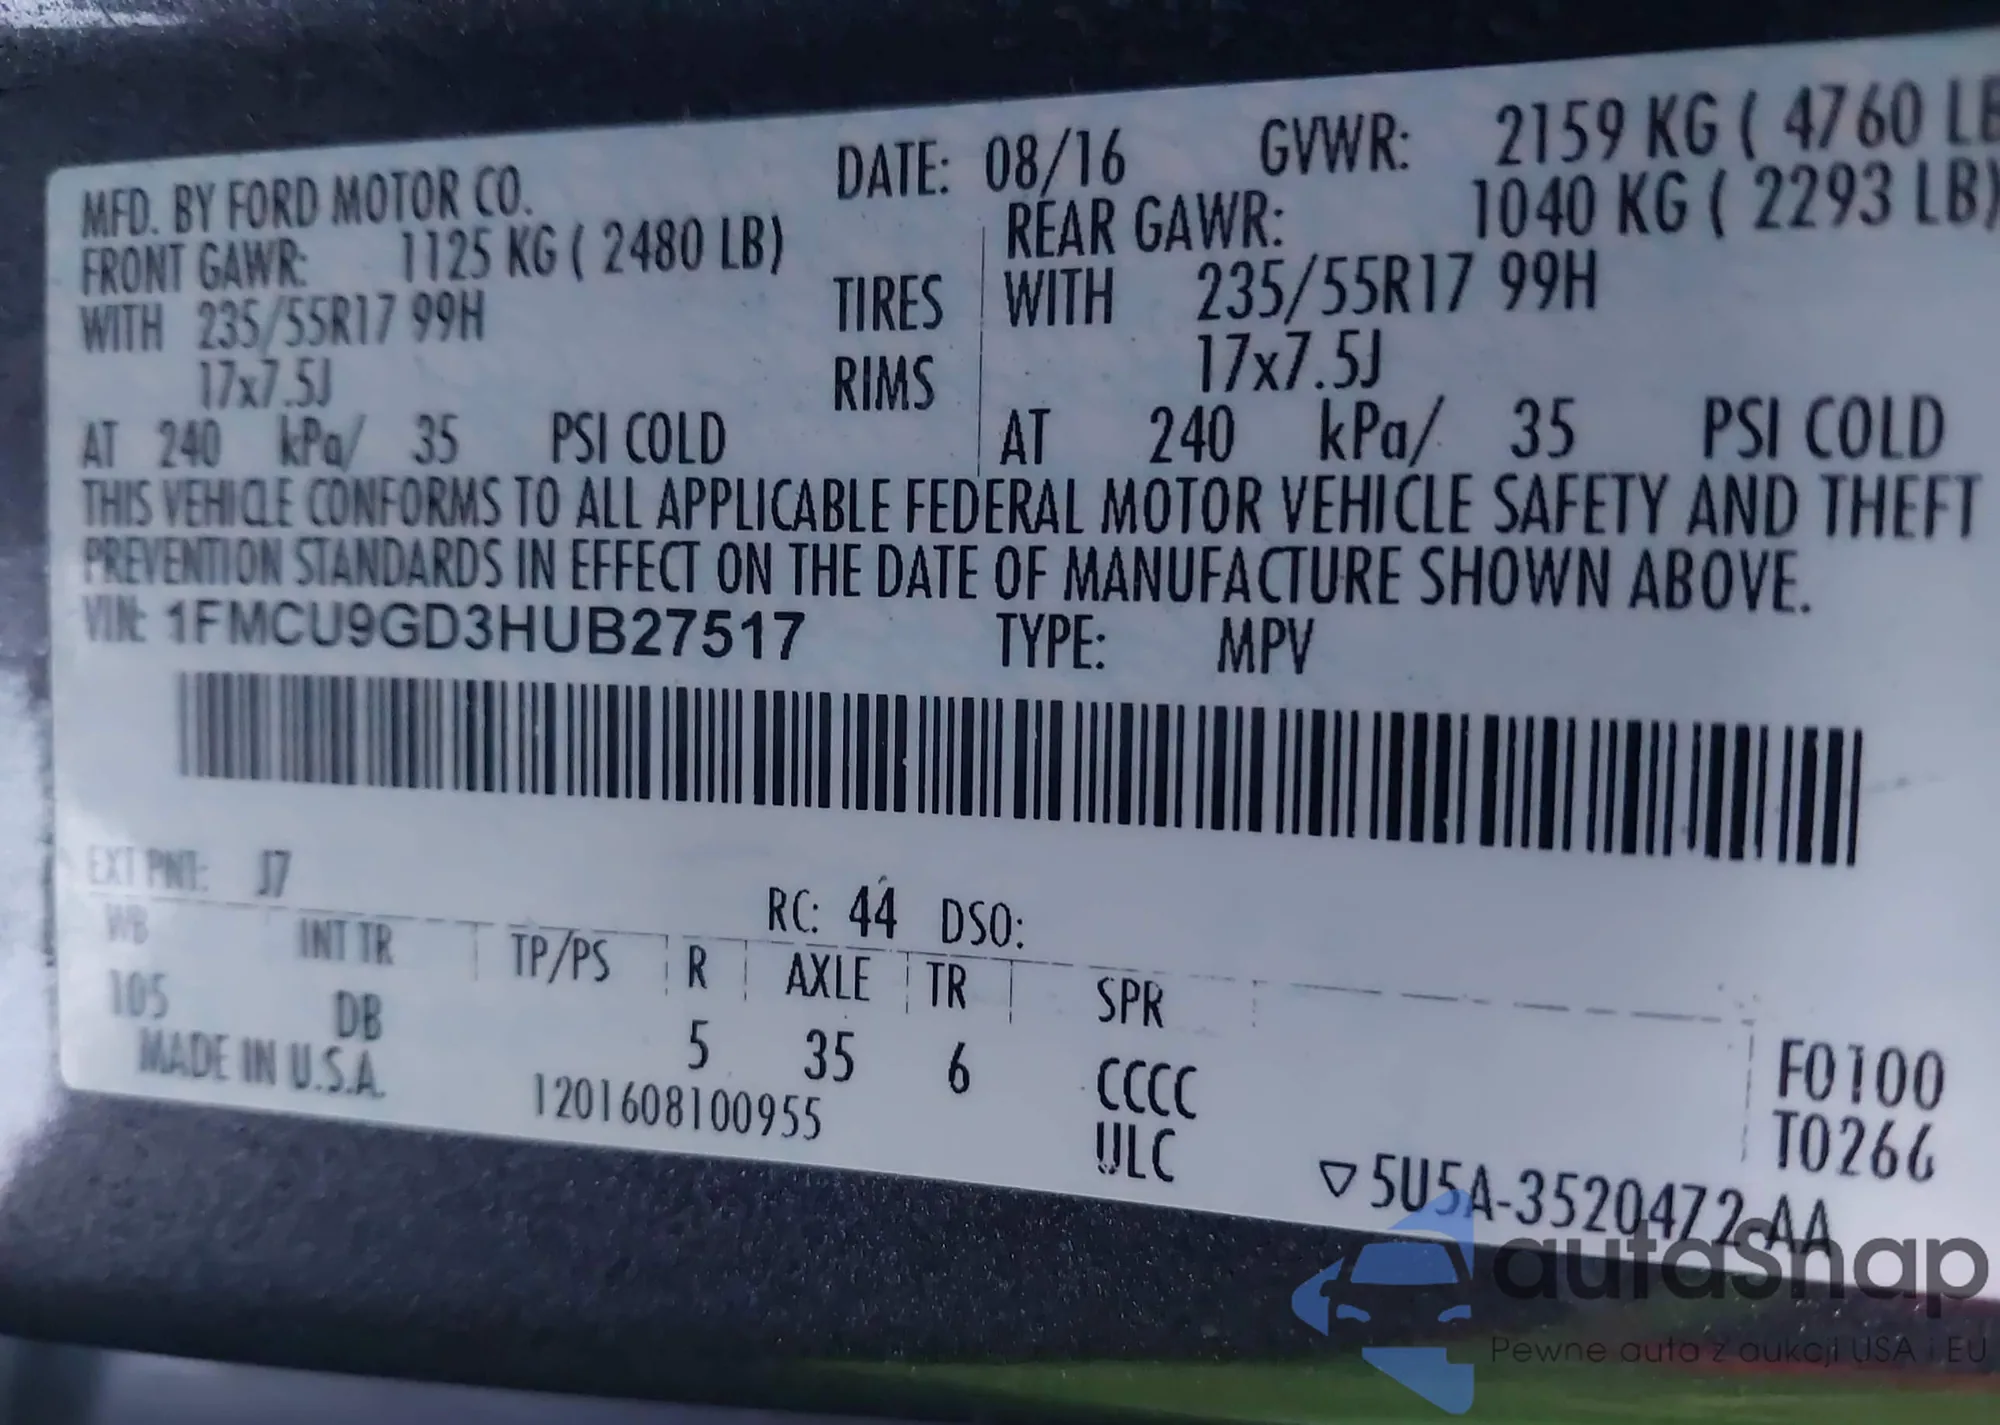 MFD. BY FORD MOTOR CO. DATE: 08/16 GVWR: 2159 KG ( 4760 LB
FRONT GAWR: 1125 KG ( 2480 LB) REAR GAWR: 1040 KG ( 2293 LB)
WITH 235/55R17 99H TIRES WITH 235/55R17 99H
17x7.5J RIMS 17x7.5J
AT 240 kPa/ 35 PSI COLD AT 240 kPa/ 35 PSI COLD
THIS VEHICLE CONFORMS TO ALL APPLICABLE FEDERAL MOTOR VEHICLE SAFETY AND THEFT
PREVENTION STANDARDS IN EFFECT ON THE DATE OF MANUFACTURE SHOWN ABOVE.
VIN: 1FMCU9GD3HUB27517 TYPE: MPV
EXT PNT: J7 RC: 44 DSO:
WB INT TR TP/PS R AXLE TR SPR
105 DB 5 35 6 CCCC F0100
MADE IN U.S.A. 1201608100955 ULC T0266
▽5U5A-3520472-AA
autaSnap
Pewne auta z aukcji USA i EU